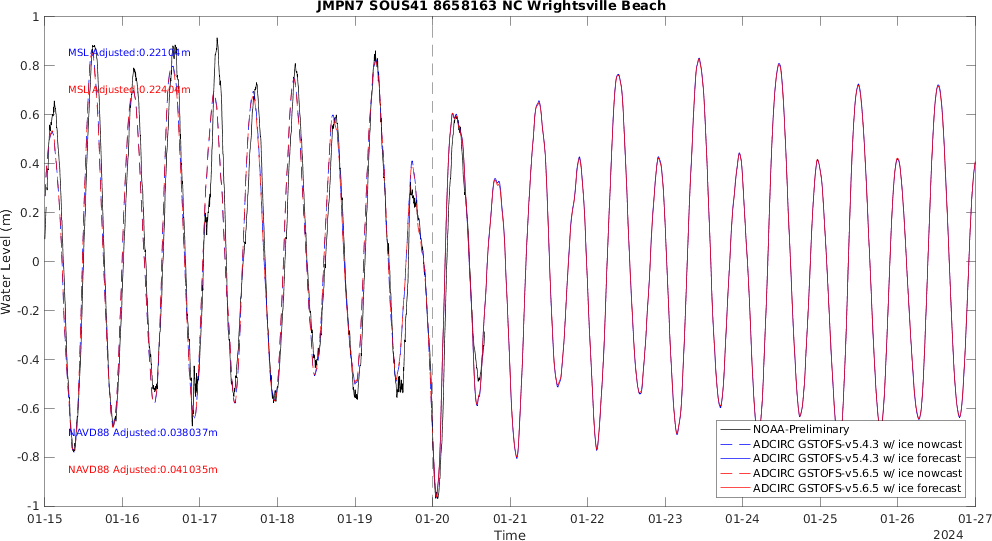 JMPN7 SOUS41 8658163 NC Wrightsville Beach
MSL Adjusted:0.22104m
MSL Adjusted:0.22404m
NAVD88 Adjusted:0.038037m
NAVD88 Adjusted:0.041035m
Water Level (m)
1
0.8
0.6
0.4
0.2
0
-0.2
-0.4
-0.6
-0.8
-1
NOAA-Preliminary
ADCIRC GSTOFS-v5.4.3 w/ ice nowcast
ADCIRC GSTOFS-v5.4.3 w/ ice forecast
ADCIRC GSTOFS-v5.6.5 w/ ice nowcast
ADCIRC GSTOFS-v5.6.5 w/ ice forecast
01-15 01-16 01-17 01-18 01-19 01-20 01-21 01-22 01-23 01-24 01-25 01-26 01-27
Time
2024